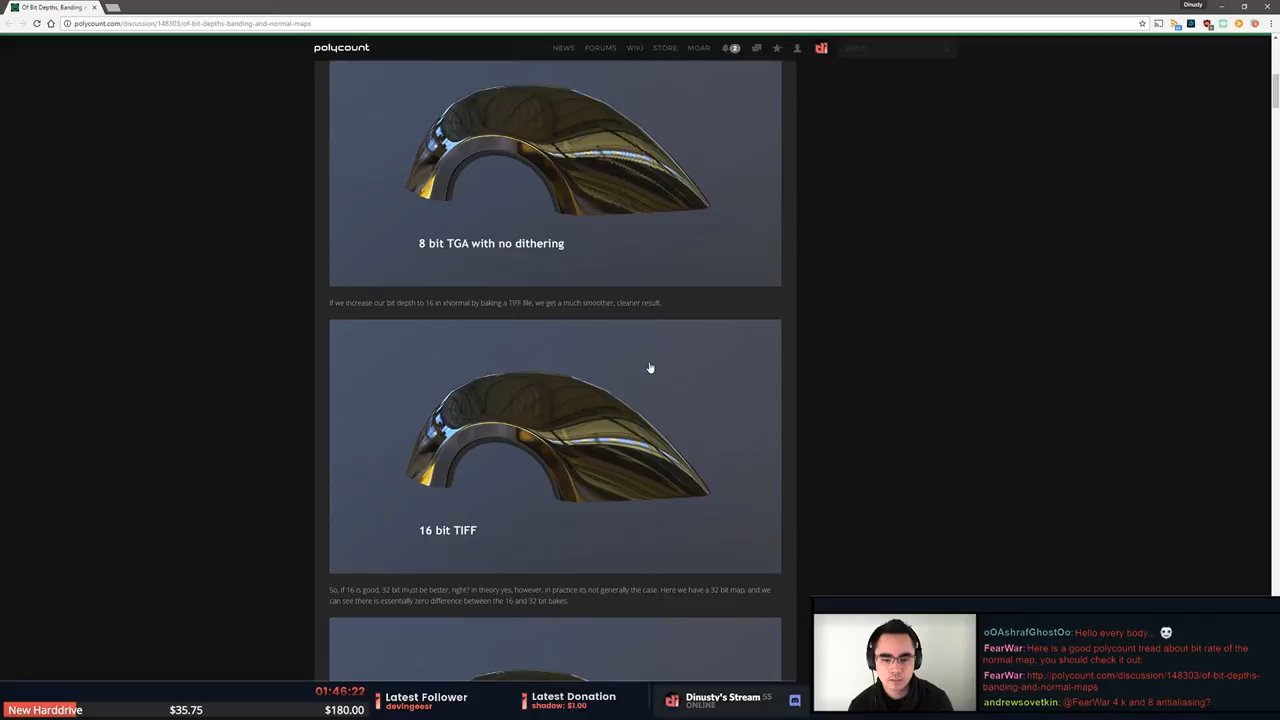 Of Bit Depths, Banding
Dinusty
polycount.com/discussion/148303/of-bit-depths-banding-and-normal-maps
polycount
NEWS FORUMS WIKI STORE MOAR 2 di Search
8 bit TGA with no dithering
If we increase our bit depth to 16 in xNormal by baking a TIFF file, we get a much smoother, cleaner result.
16 bit TIFF
So, if 16 is good, 32 bit must be better, right? In theory yes, however, in practice its not generally the case. Here we have a 32 bit map, and we
can see there is essentially zero difference between the 16 and 32 bit bakes.
oOAshrafGhostOo: Hello every body...
FearWar: Here is a good polycount tread about bit rate of the
normal map, you should check it out:
FearWar: http://polycount.com/discussion/148303/of-bit-depths-
banding-and-normal-maps
andrewsovetkin: @FearWar 4 k and 8 antialiasing?
01:46:22
New Harddrive $35.75 $180.00
Latest Follower
devingeesr
Latest Donation
shadow: $1.00
di Dinusty's Stream 55
ONLINE